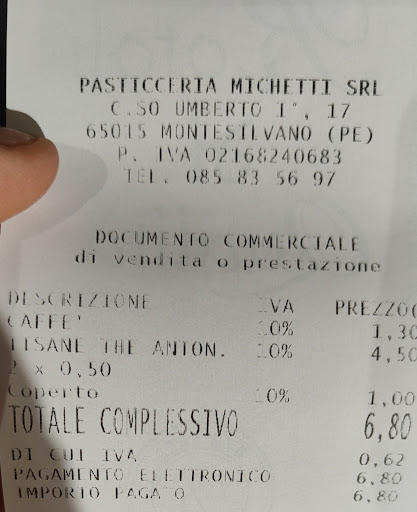 PASTICCERIA MICHETTI SRL
C.SO UMBERTO I°, 17
65015 MONTESILVANO (PE)
P. IVA 02168240683
TEL. 085 83 56 97
DOCUMENTO COMMERCIALE
di vendita o prestazione
DESCRIZIONE IVA PREZZO(
CAFFE' 10% 1,30
TISANE THE ANTON. 10% 4,50
2 x 0,50
Coperto 10% 1,00
TOTALE COMPLESSIVO 6,80
DI CUI IVA 0,62
PAGAMENTO ELETTRONICO 6,80
IMPORTO PAGATO 6,80